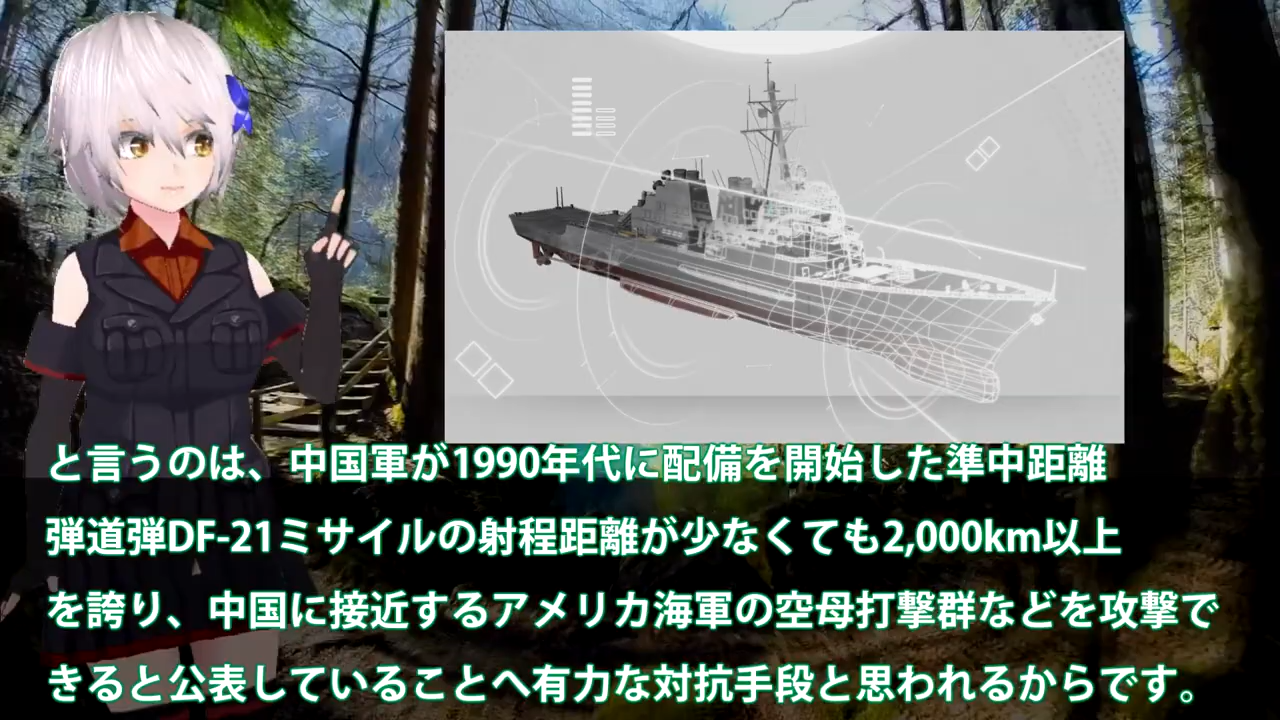 と言うのは、中国軍が1990年代に配備を開始した準中距離
弾道弾DF-21ミサイルの射程距離が少なくても2,000km以上
を誇り、中国に接近するアメリカ海軍の空母打撃群などを攻撃で
きると公表していることへ有力な対抗手段と思われるからです。